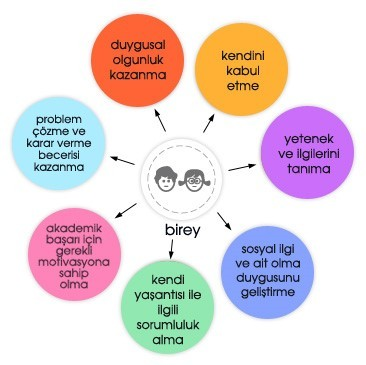 duygusal
olgunluk
kazanma
kendini
kabul
etme
problem
çözme ve
karar verme
becerisi
kazanma
yetenek
ve ilgilerini
tanıma
birey
akademik
başarı için
gerekli
motivasyona
sahip
olma
sosyal ilgi
ve ait olma
duygusunu
geliştirme
kendi
yaşantısı ile
ilgili
sorumluluk
alma